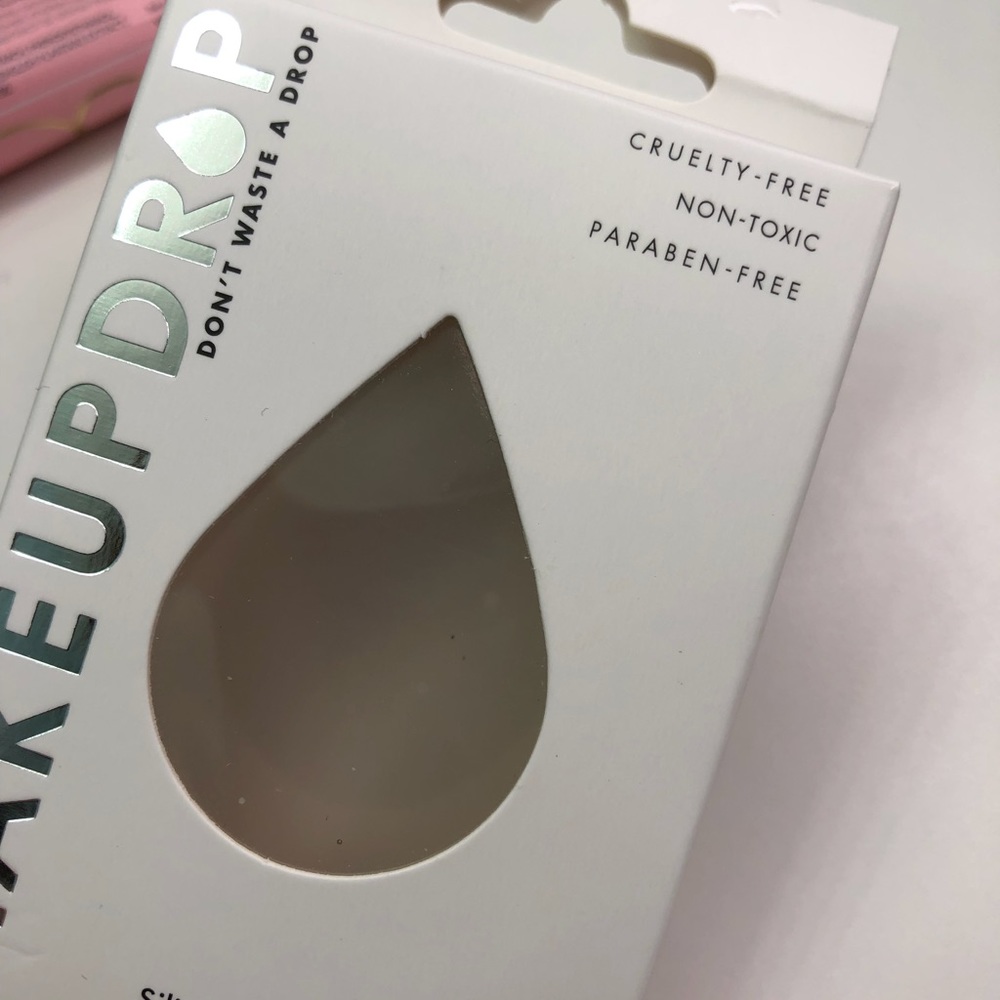 AKEUPDROP
DON'T WASTE A DROP
CRUELTY-FREE
NON-TOXIC
PARABEN-FREE